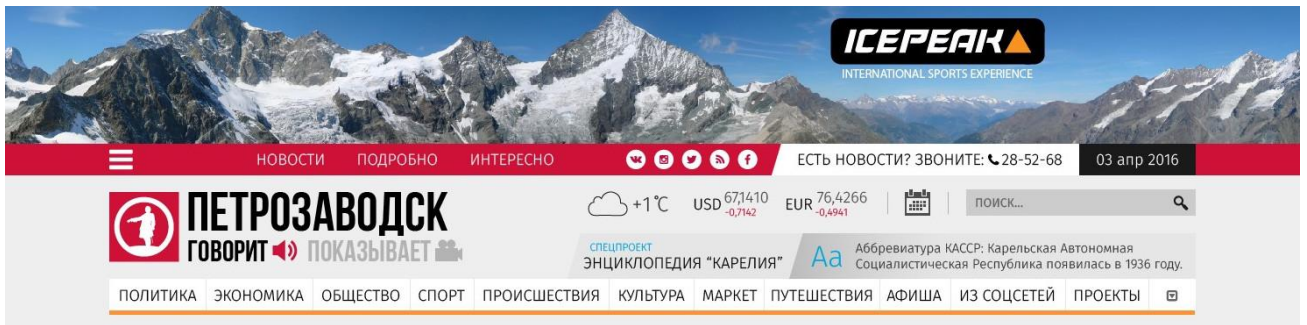 ICEPEAK
INTERNATIONAL SPORTS EXPERIENCE
НОВОСТИ ПОДРОБНО ИНТЕРЕСНО ЕСТЬ НОВОСТИ? ЗВОНИТЕ: 28-52-68 03 апр 2016
ПЕТРОЗАВОДСК
ГОВОРИТ ПОКАЗЫВАЕТ
+1°C USD 67,1410 -0,7142 EUR 76,4266 -0,4941 ПОИСК...
СПЕЦПРОЕКТ
ЭНЦИКЛОПЕДИЯ "КАРЕЛИЯ"
Aa Аббревиатура КАССР: Карельская Автономная
Социалистическая Республика появилась в 1936 году.
ПОЛИТИКА ЭКОНОМИКА ОБЩЕСТВО СПОРТ ПРОИСШЕСТВИЯ КУЛЬТУРА МАРКЕТ ПУТЕШЕСТВИЯ АФИША ИЗ СОЦСЕТЕЙ ПРОЕКТЫ